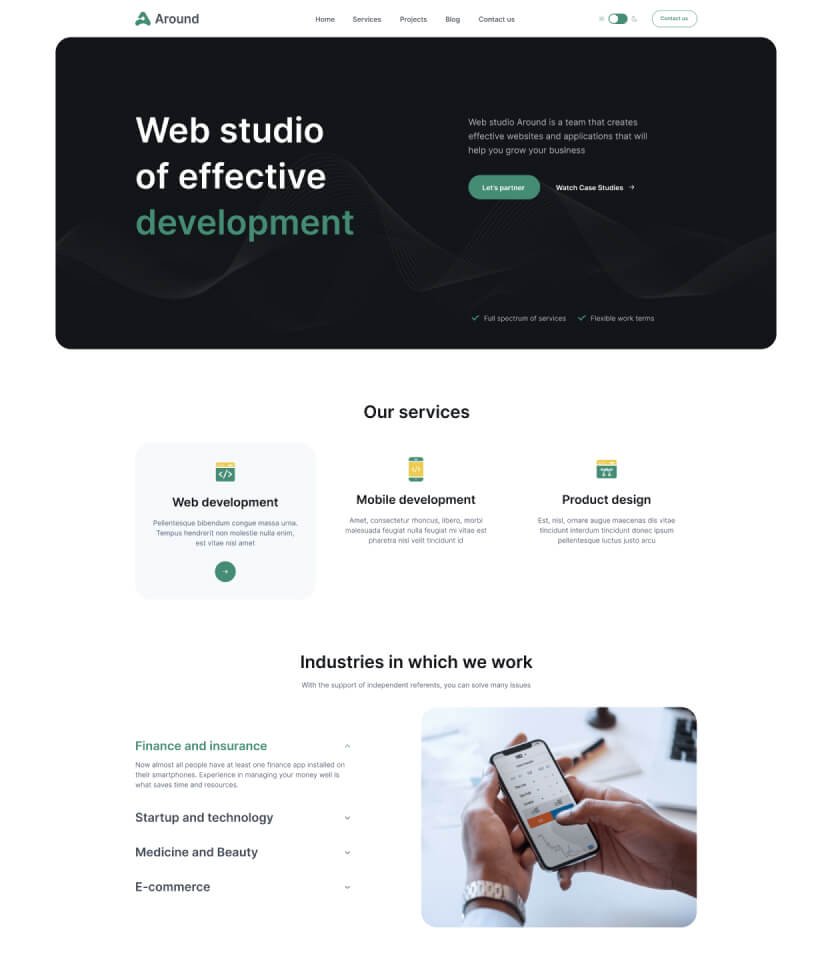 Around
Home Services Projects Blog Contact us
Contact us
Web studio
of effective
development
Web studio Around is a team that creates
effective websites and applications that will
help you grow your business
Let's partner
Watch Case Studies →
Full spectrum of services
Flexible work terms
Our services
</>
Web development
Pellentesque bibendum congue massa urna.
Tempus hendrerit non molestie nulla enim,
est vitae nisl amet
</>
Mobile development
Amet, consectetur rhoncus, libero, morbi
malesuada feugiat nulla feugiat mi vitae est
pharetra nisi velit tincidunt id
Product design
Est, nisl, ornare augue maecenas dis vitae
tincidunt interdum tincidunt donec ipsum
pellentesque luctus justo arcu
Industries in which we work
With the support of independent referents, you can solve many issues
Finance and insurance
Now almost all people have at least one finance app installed on
their smartphones. Experience in managing your money well is
what saves time and resources.
Startup and technology
Medicine and Beauty
E-commerce